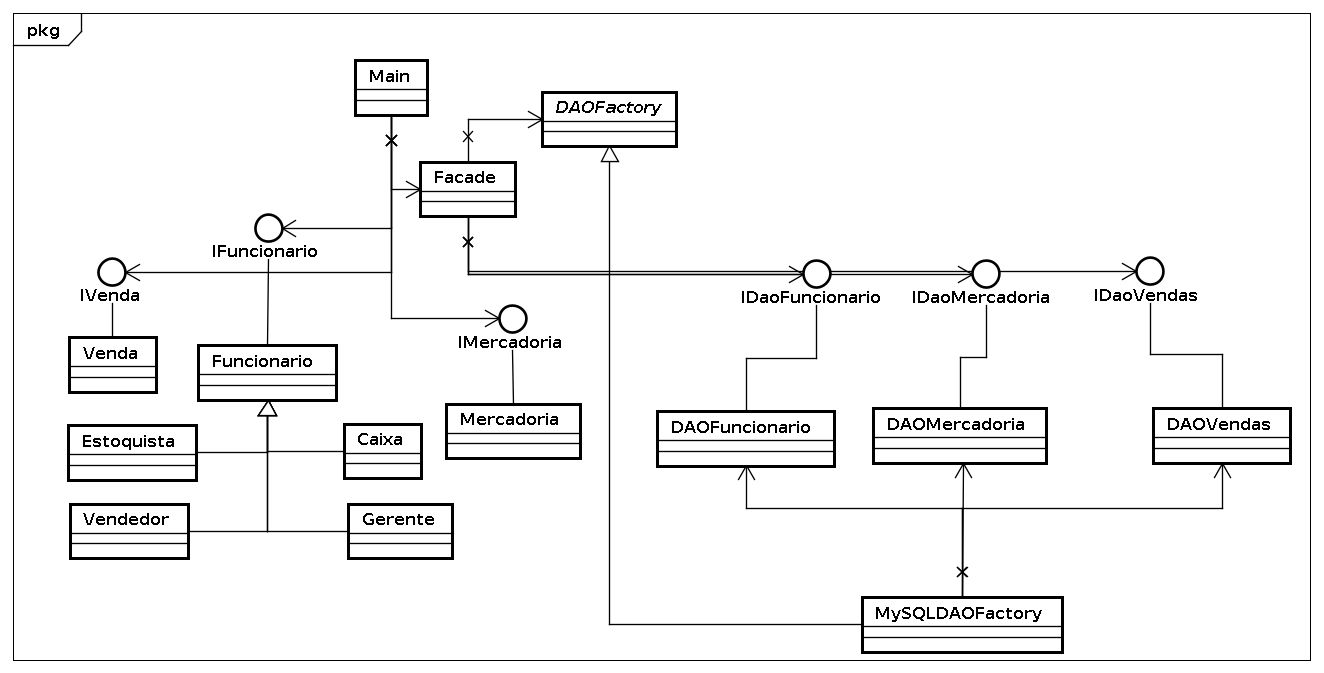 pkg
Main
DAOFactory
Facade
IFuncionario
IVenda
IDaoFuncionario
IDaoMercadoria
IDaoVendas
IMercadoria
Venda
Funcionario
Mercadoria
DAOFuncionario
DAOMercadoria
DAOVendas
Estoquista
Caixa
Vendedor
Gerente
MySQLDAOFactory